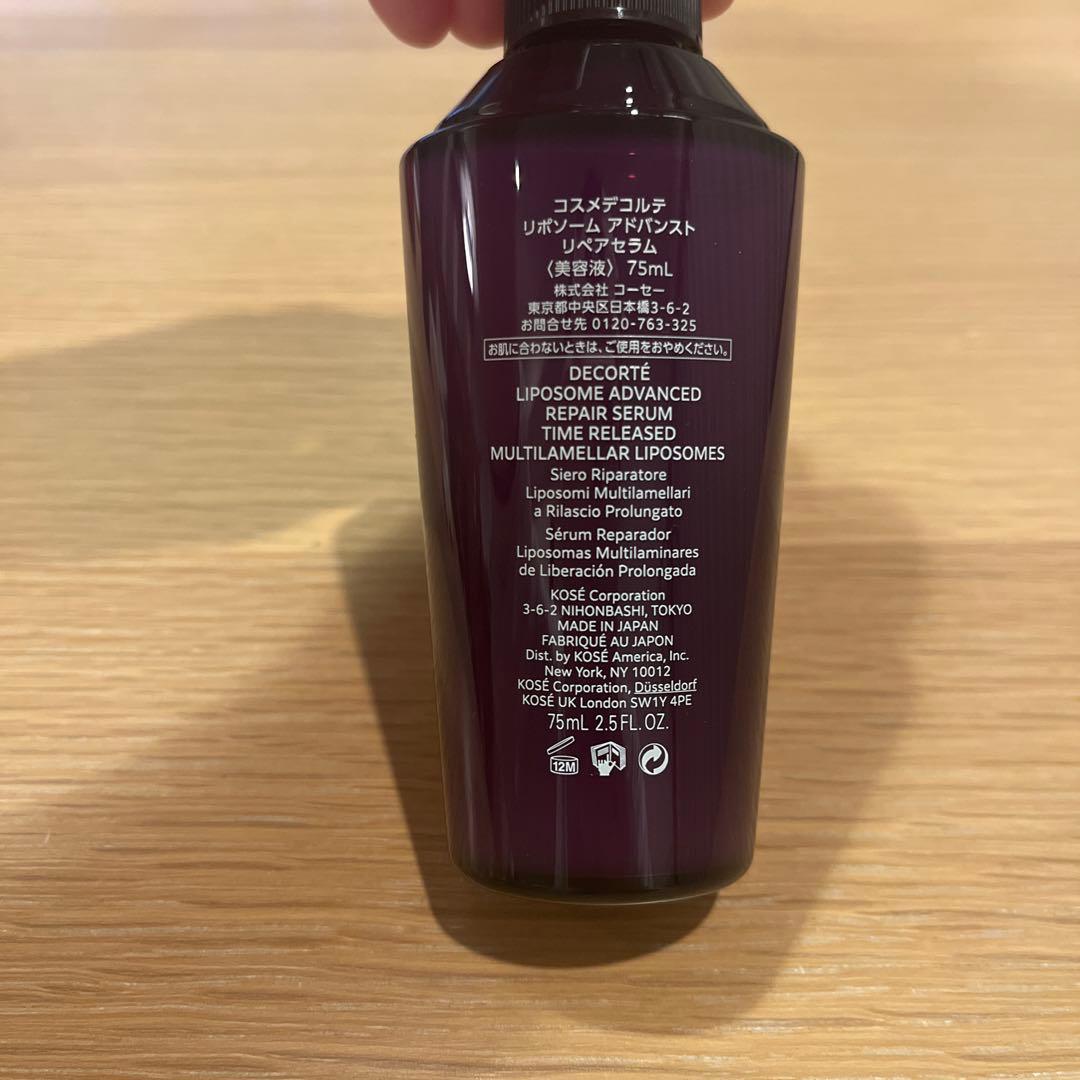 コスメデコルテ
リポソーム アドバンスト
リペアセラム
〈美容液〉 75mL
株式会社 コーセー
東京都中央区日本橋3-6-2
お問合せ先 0120-763-325
お肌に合わないときは、ご使用をおやめください。
DECORTÉ
LIPOSOME ADVANCED
REPAIR SERUM
TIME RELEASED
MULTILAMELLAR LIPOSOMES
Siero Riparatore
Liposomi Multilamellari
a Rilascio Prolungato
Sérum Reparador
Liposomas Multilaminares
de Liberación Prolongada
KOSÉ Corporation
3-6-2 NIHONBASHI, TOKYO
MADE IN JAPAN
FABRIQUÉ AU JAPON
Dist. by KOSÉ America, Inc.
New York, NY 10012
KOSÉ Corporation, Düsseldorf
KOSÉ UK London SW1Y 4PE
75mL 2.5 FL. OZ.
12M